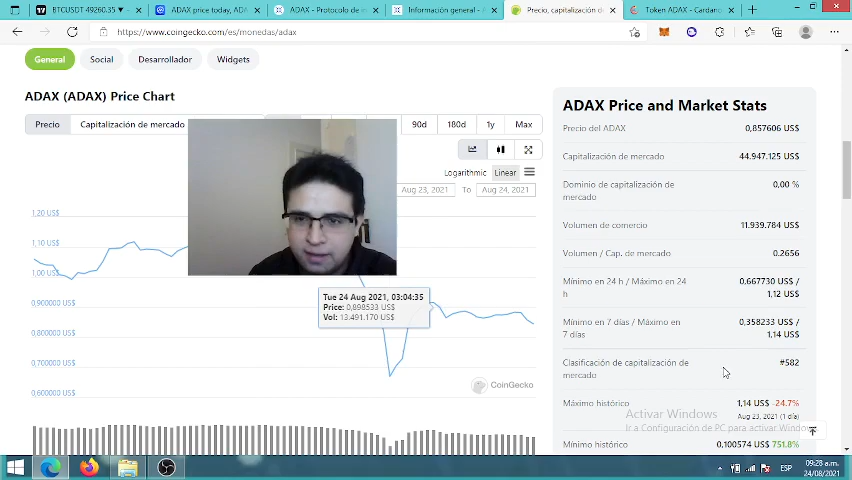 BTCUSDT 49260.35 ▼
ADAX price today, ADA
ADAX - Protocolo de
Información general -
Precio, capitalización d
Token ADAX - Cardano
https://www.coingecko.com/es/monedas/adax
General
Social
Desarrollador
Widgets
ADAX (ADAX) Price Chart
Precio
Capitalización de mercado
90d
180d
1y
Max
Logarithmic
Linear
Aug 23, 2021
To
Aug 24, 2021
1,20 US$
1,10 US$
1,00 US$
0,900000 US$
0,800000 US$
0,700000 US$
0,600000 US$
Tue 24 Aug 2021, 03:04:35
Price: 0,898533 US$
Vol: 13.491.170 US$
CoinGecko
ADAX Price and Market Stats
Precio del ADAX 0,857606 US$
Capitalización de mercado 44.947.125 US$
Dominio de capitalización de
mercado
0,00 %
Volumen de comercio 11.939.784 US$
Volumen / Cap. de mercado 0.2656
Mínimo en 24 h / Máximo en 24
h
0,667730 US$ /
1,12 US$
Mínimo en 7 días / Máximo en
7 días
0,358233 US$ /
1,14 US$
Clasificación de capitalización de
mercado
#582
Máximo histórico 1,14 US$ -24.7%
Aug 23, 2021 (1 día)
Mínimo histórico 0,100574 US$ 751.8%
Activar Windows
Ir a Configuración de PC para activar Windows
ESP
09:28 a.m.
24/08/2021